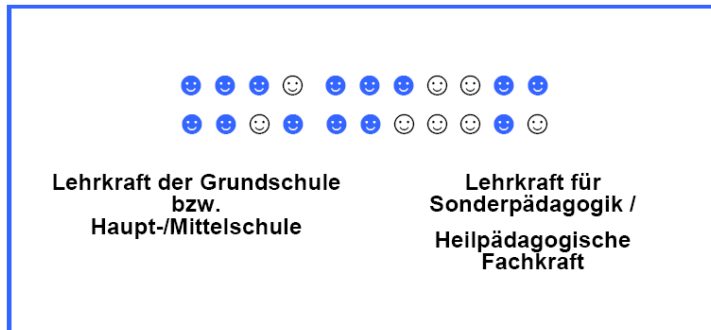 Lehrkraft der Grundschule
bzw.
Haupt-/Mittelschule
Lehrkraft für
Sonderpädagogik /
Heilpädagogische
Fachkraft